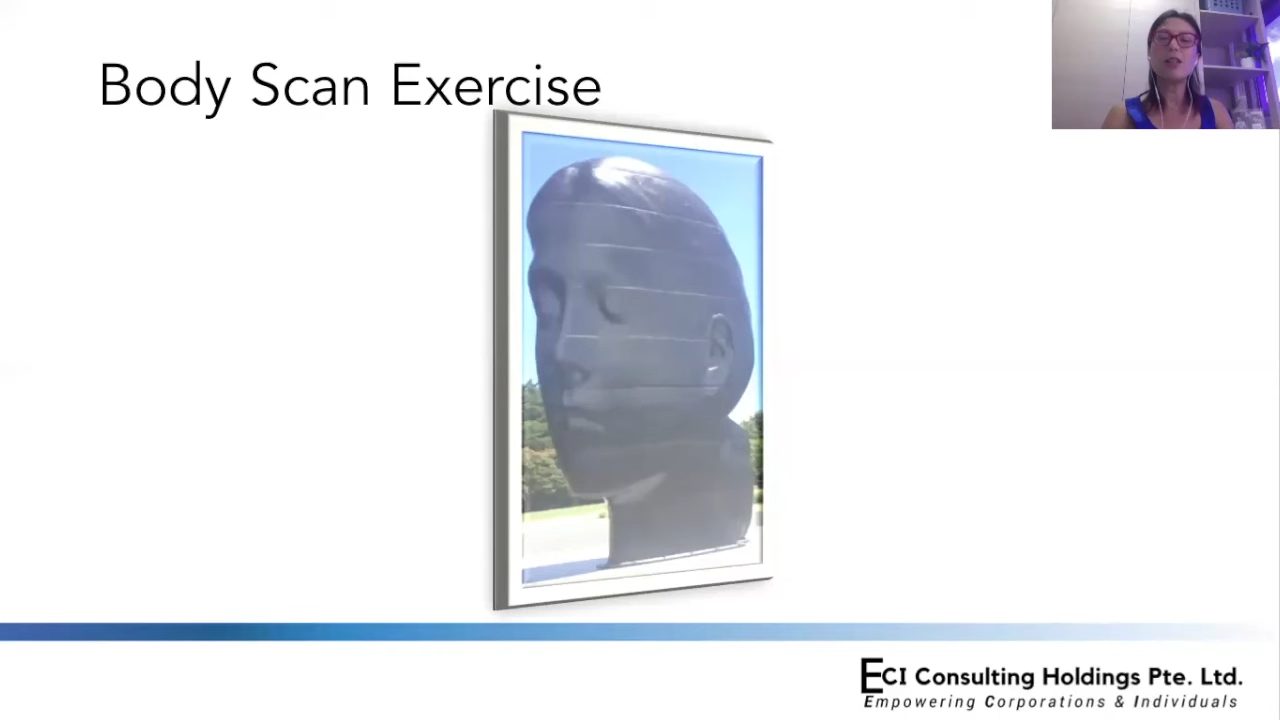 Body Scan Exercise
ECI Consulting Holdings Pte. Ltd.
Empowering Corporations & Individuals